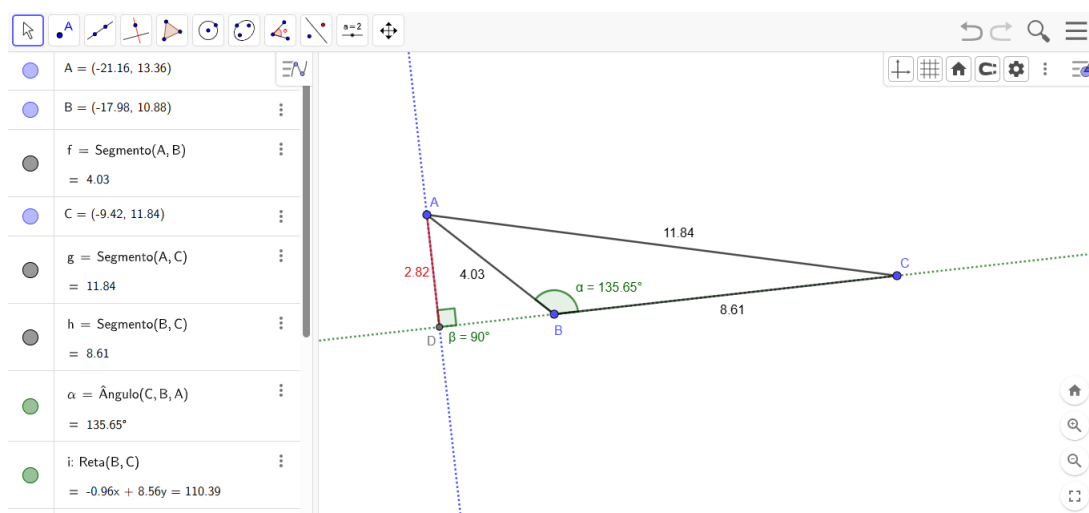 A
a=2
A = (-21.16, 13.36)
B = (-17.98, 10.88)
f = Segmento(A, B)
= 4.03
C = (-9.42, 11.84)
g = Segmento(A, C)
= 11.84
h = Segmento(B, C)
= 8.61
α = Ângulo(C, B, A)
= 135.65°
i: Reta(B, C)
= -0.96x + 8.56y = 110.39
A
11.84
C
2.82
4.03
α = 135.65°
8.61
B
D
β = 90°